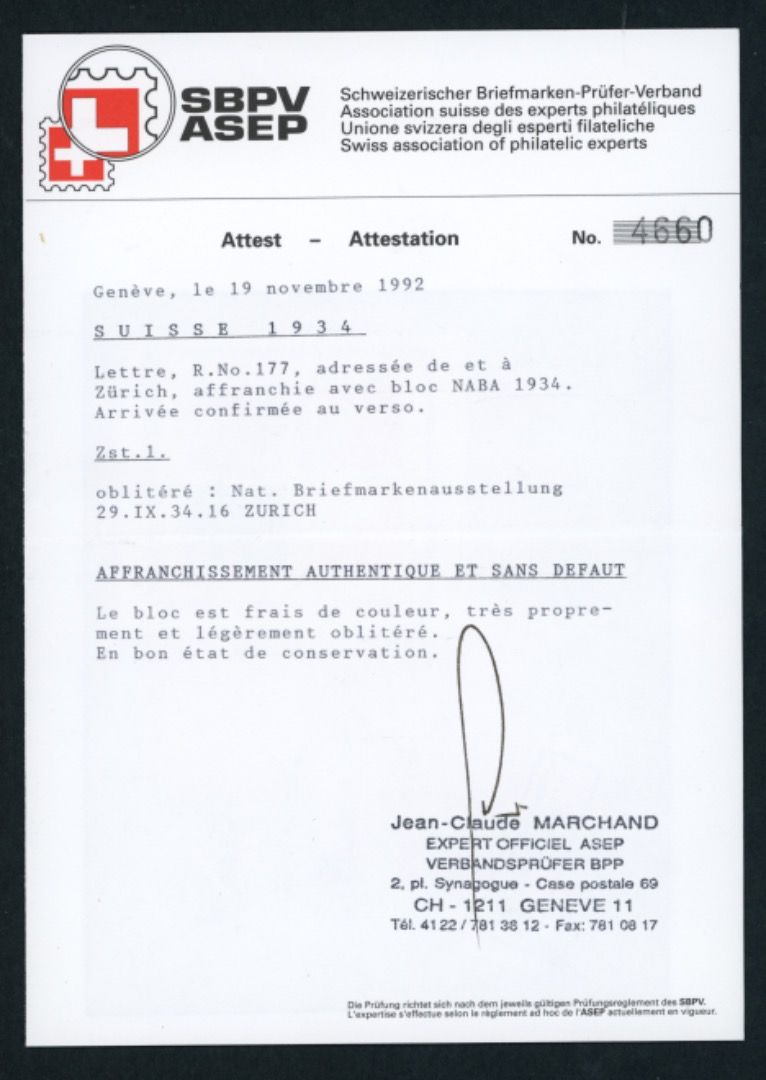 SBPV
ASEP
Schweizerischer Briefmarken-Prüfer-Verband
Association suisse des experts philatéliques
Unione svizzera degli esperti filateliche
Swiss association of philatelic experts
Attest – Attestation No. 4660
Genève, le 19 novembre 1992
SUISSE 1934
Lettre, R.No.177, adressée de et à
Zürich, affranchie avec bloc NABA 1934.
Arrivée confirmée au verso.
Zst.1.
oblitéré : Nat. Briefmarkenausstellung
29.IX.34.16 ZURICH
AFFRANCHISSEMENT AUTHENTIQUE ET SANS DEFAUT
Le bloc est frais de couleur, très propre-
ment et légèrement oblitéré.
En bon état de conservation.
Jean-Claude MARCHAND
EXPERT OFFICIEL ASEP
VERBANDSPRÜFER BPP
2, pl. Synagogue - Case postale 69
CH - 1211 GENEVE 11
Tél. 41 22 / 781 38 12 - Fax: 781 08 17
Die Prüfung richtet sich nach dem jeweils gültigen Prüfungsreglement des SBPV.
L'expertise s'effectue selon le règlement ad hoc de l'ASEP actuellement en vigueur.